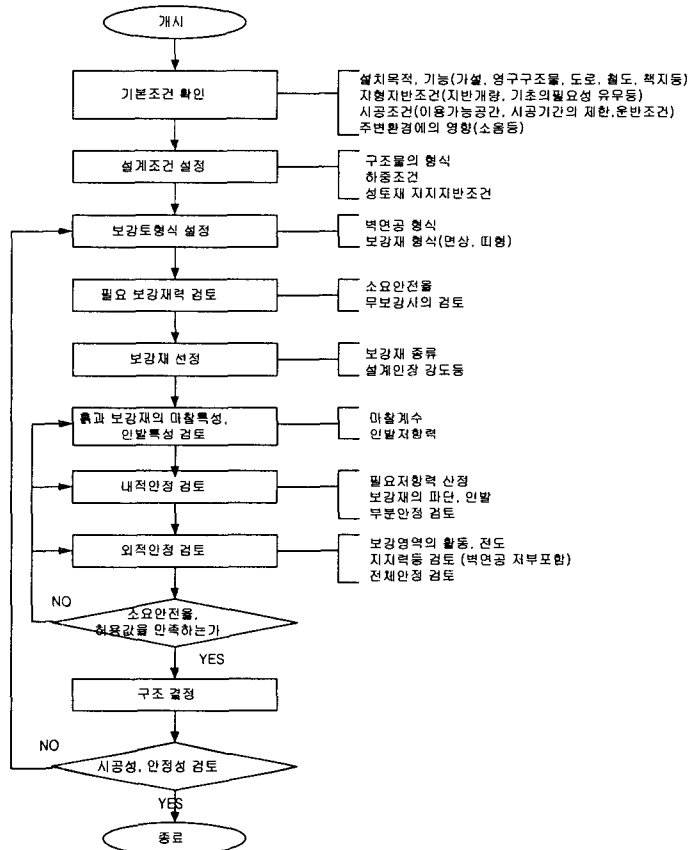 개시
기본조건 확인
설치목적, 기능(가설, 영구구조물, 도로, 철도, 책지등)
지형지반조건(지반개량, 기초의필요성 유무등)
시공조건(이용가능공간, 시공기간의 제한,운반조건)
주변환경에의 영향(소음등)
설계조건 설정
구조물의 형식
하중조건
성토재 지지지반조건
보강토형식 설정
벽면공 형식
보강재 형식(면상, 띠형)
필요 보강재력 검토
소요안전율
무보강시의 검토
보강재 선정
보강재 종류
설계인장 강도등
흙과 보강재의 마찰특성,
인발특성 검토
마찰계수
인발저항력
내적안정 검토
필요저항력 산정
보강재의 파단, 인발
부분안정 검토
외적안정 검토
보강영역의 활동, 전도
지지력등 검토 (벽면공 저부포함)
전체안정 검토
NO
소요안전율,
허용값을 만족하는가
YES
구조 결정
NO
시공성, 안정성 검토
YES
종료